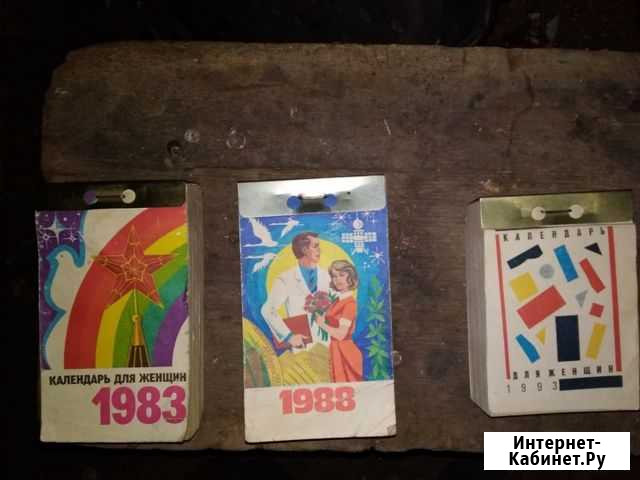 КАЛЕНДАРЬ ДЛЯ ЖЕНЩИН
1983
1988
КАЛЕНДАРЬ
ДЛЯ ЖЕНЩИН
1993
Интернет-
Кабинет.Ру